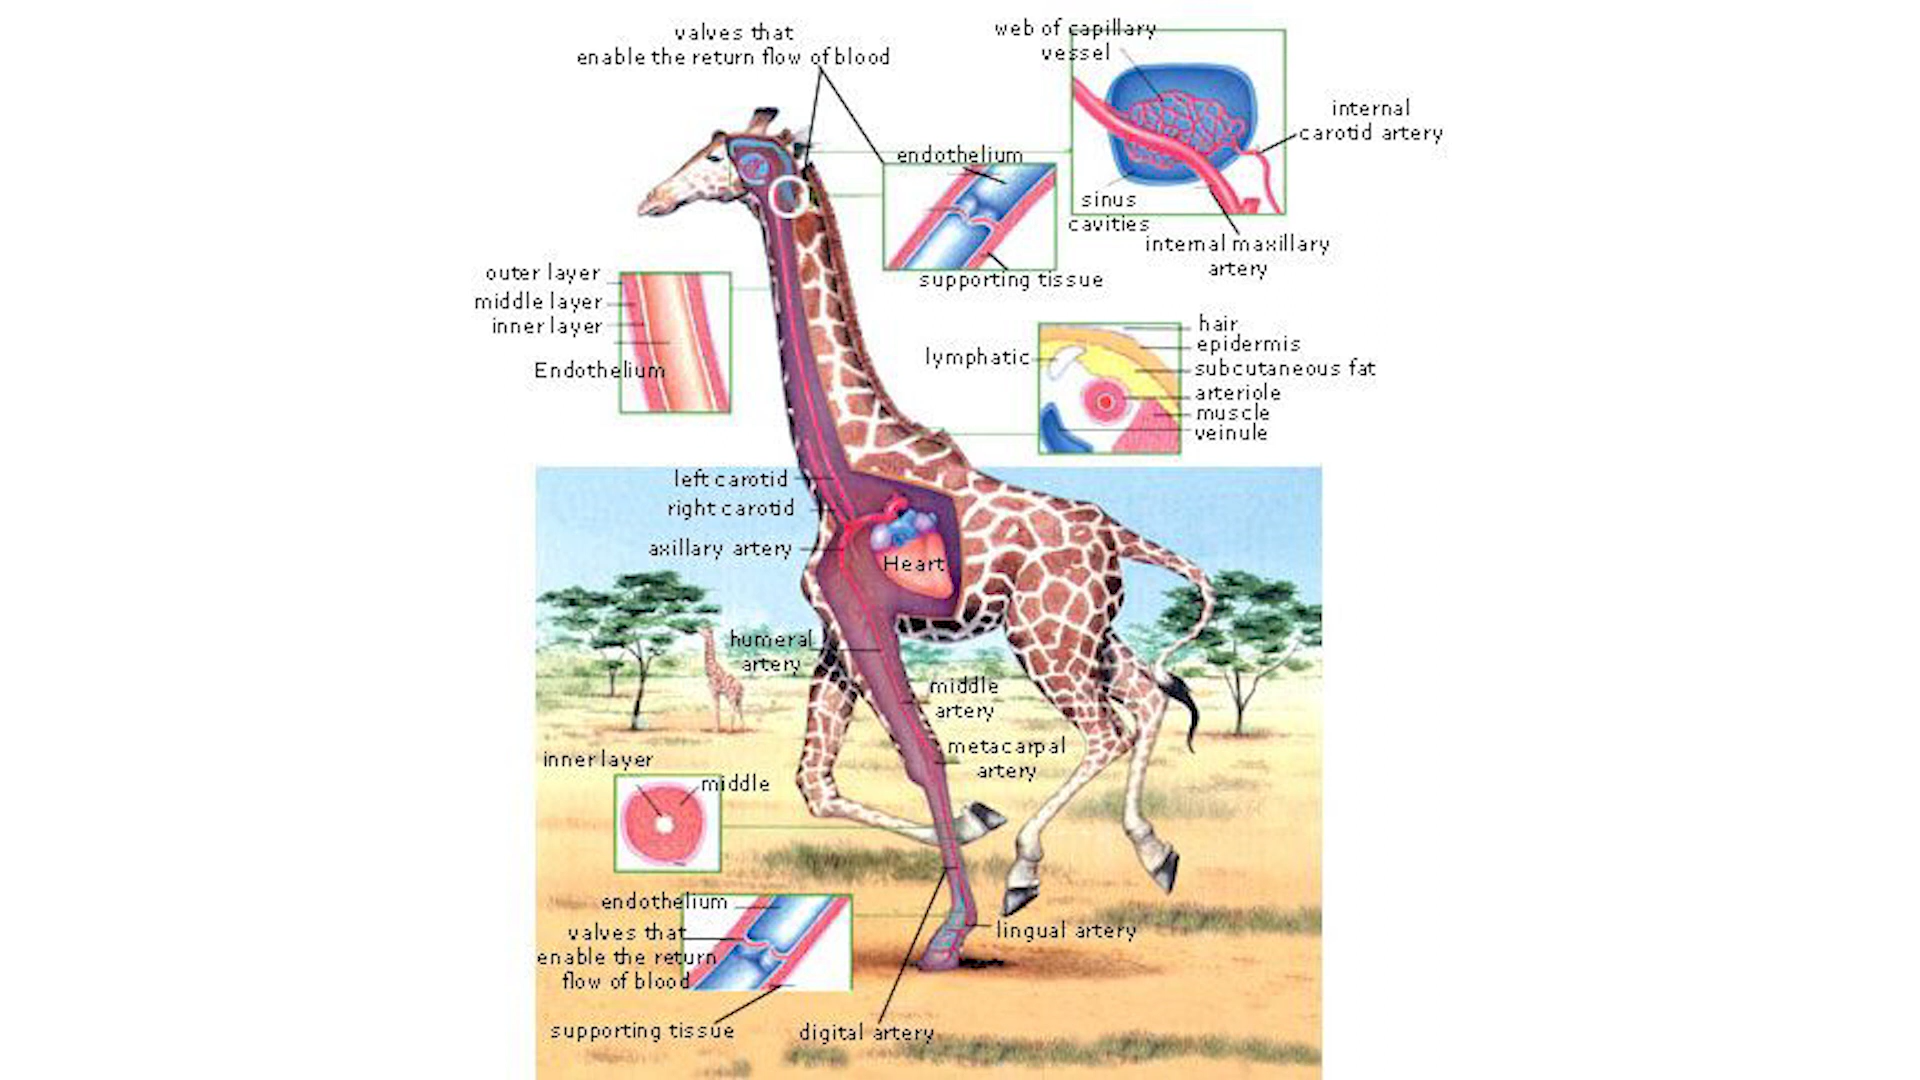 valves that
enable the return flow of blood
web of capillary
vessel
internal
carotid artery
endothelium
sinus
cavities
internal maxillary
artery
supporting tissue
outer layer
middle layer
inner layer
Endothelium
lymphatic
hair
epidermis
subcutaneous fat
arteriole
muscle
veinule
left carotid
right carotid
axillary artery
Heart
humeral
artery
middle
artery
metacarpal
artery
inner layer
middle
endothelium
valves that
enable the return
flow of blood
lingual artery
supporting tissue
digital artery